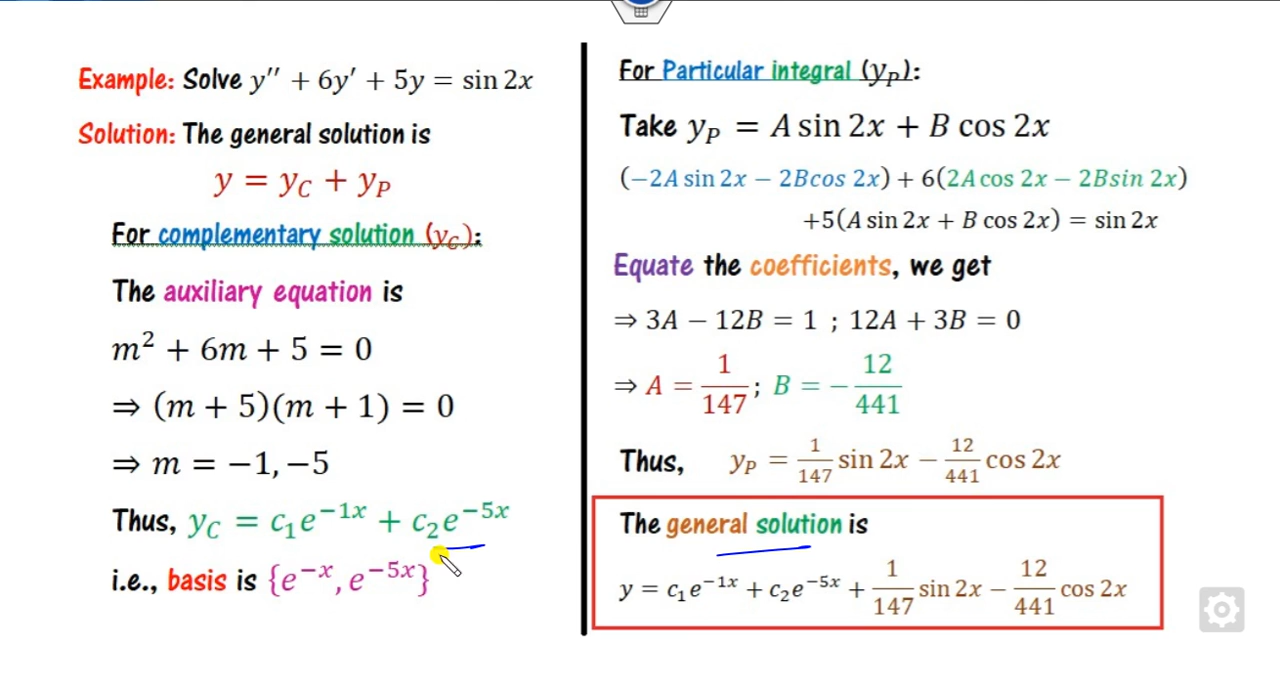 Example: Solve y′′ + 6y′ + 5y = sin 2x
Solution: The general solution is
y = y_C + y_P
For complementary solution (y_C):
The auxiliary equation is
m² + 6m + 5 = 0
⇒ (m + 5)(m + 1) = 0
⇒ m = −1, −5
Thus, y_C = c₁e^{−1x} + c₂e^{−5x}
i.e., basis is {e^{−x}, e^{−5x}}
For Particular integral (y_P):
Take y_P = A sin 2x + B cos 2x
(−2A sin 2x − 2Bcos 2x) + 6(2A cos 2x − 2Bsin 2x)
+5(A sin 2x + B cos 2x) = sin 2x
Equate the coefficients, we get
⇒ 3A − 12B = 1 ; 12A + 3B = 0
⇒ A = 1/147; B = −12/441
Thus, y_P = 1/147 sin 2x − 12/441 cos 2x
The general solution is
y = c₁e^{−1x} + c₂e^{−5x} + 1/147 sin 2x − 12/441 cos 2x